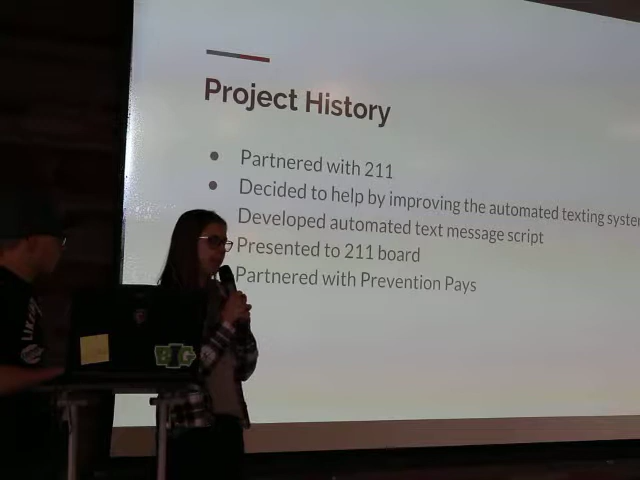 Project History
Partnered with 211
Decided to help by improving the automated texting system
Developed automated text message script
Presented to 211 board
Partnered with Prevention Pays
BIG